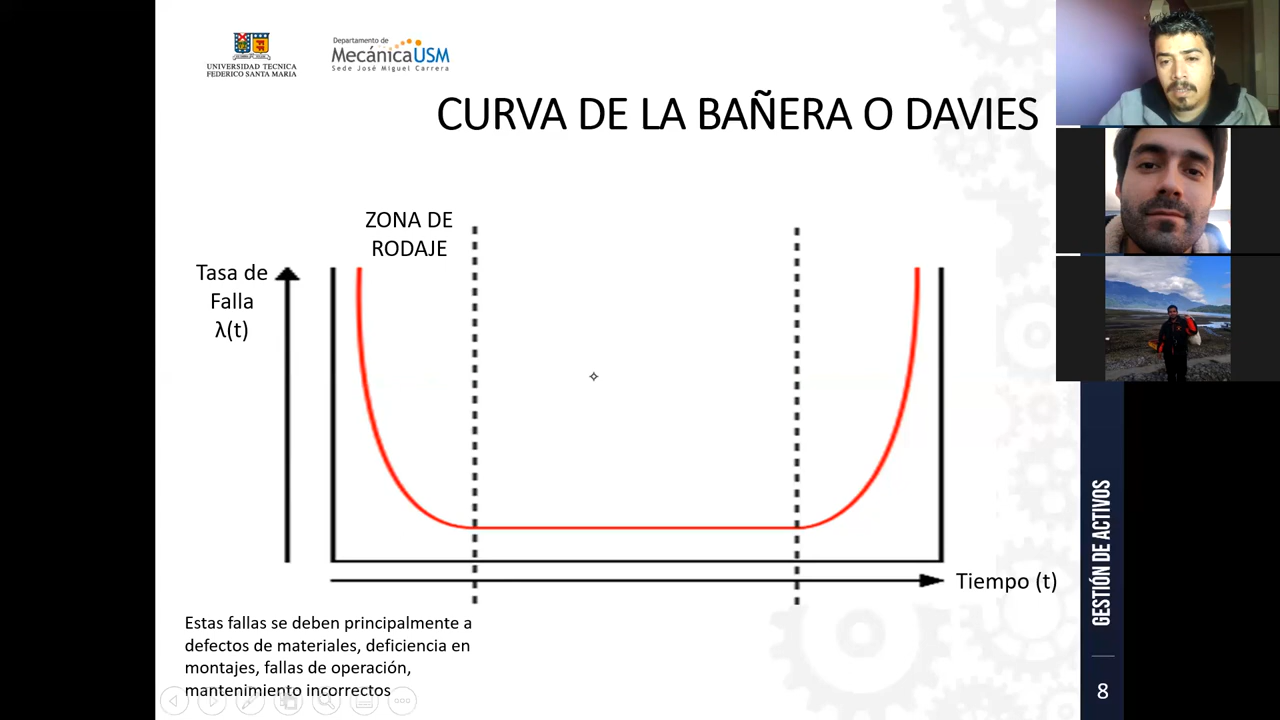 UNIVERSIDAD TECNICA
FEDERICO SANTA MARIA
Departamento de
MecánicaUSM
Sede José Miguel Carrera
CURVA DE LA BAÑERA O DAVIES
ZONA DE
RODAJE
Tasa de
Falla
λ(t)
Tiempo (t)
Estas fallas se deben principalmente a
defectos de materiales, deficiencia en
montajes, fallas de operación,
mantenimiento incorrectos
GESTIÓN DE ACTIVOS
8